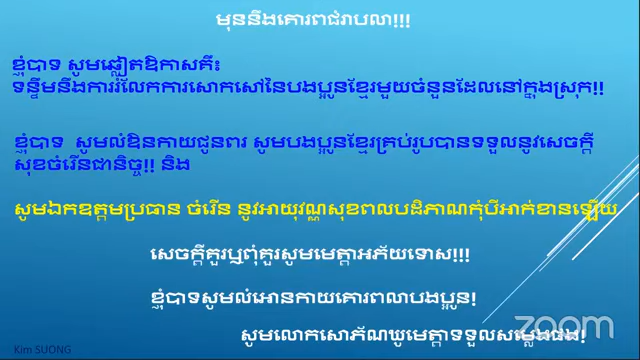 មុននឹងគោរពជំរាបលា!!!
ខ្ញុំបាទ សូមឆ្លៀតឱកាសគឺ៖
ទន្ទឹមនឹងការរំលែកការសោកសៅនៃបងប្អូនខ្មែរមួយចំនួនដែលនៅក្នុងស្រុក!!
ខ្ញុំបាទ សូមលំឱនកាយជូនពរ សូមបងប្អូនខ្មែរគ្រប់រូបបានទទួលនូវសេចក្តី
សុខចំរើនជានិច្ច!! និង
សូមឯកឧត្តមប្រធាន ចំរើន នូវអាយុវណ្ណសុខពលបដិភាណកុំបីអាក់ខានឡើយ
សេចក្តីគួរឬពុំគួរសូមមេត្តាអភ័យទោស!!!
ខ្ញុំបាទសូមលំអោនកាយគោរពលាបងប្អូន!
សូមលោកសោភ័ណឃូមេត្តាទទួលសម្លេងផង!
zoom
Kim SUONG